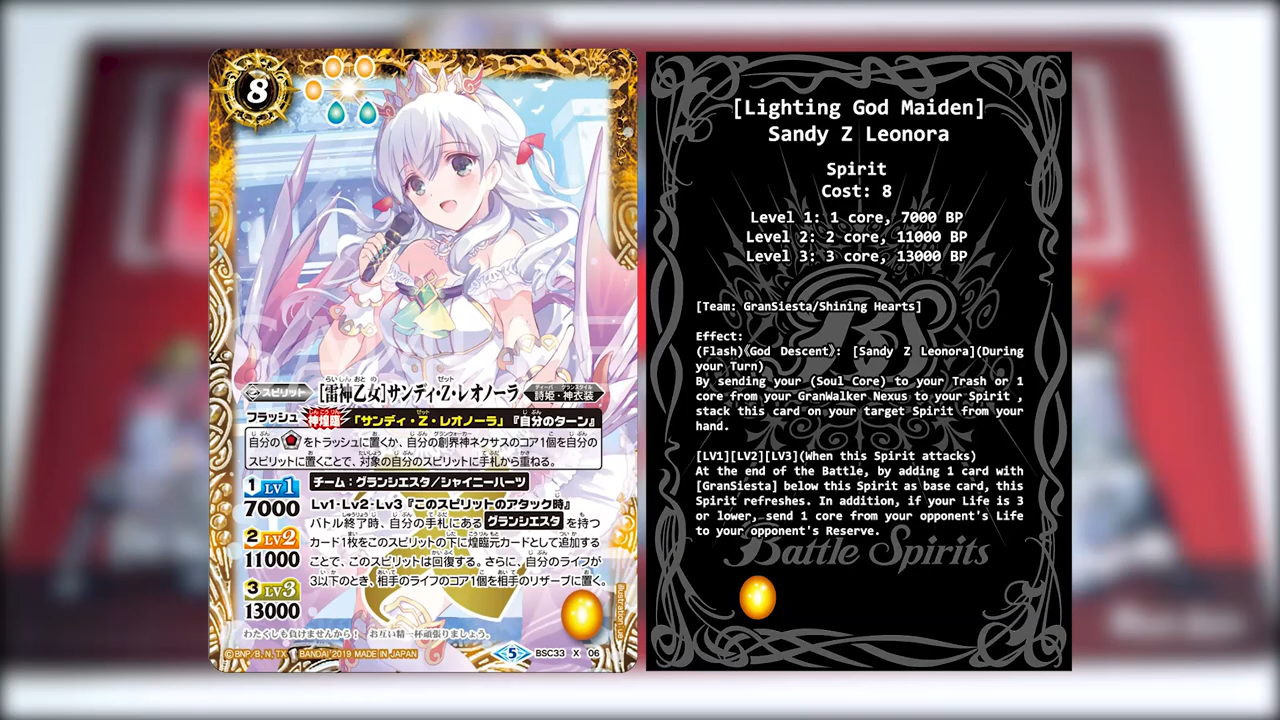 8
スピリット
[雷神乙女]サンディ・Z・レオノーラ
詩姫・神衣装
フラッシュ 神煌臨 「サンディ・Z・レオノーラ」『自分のターン』
自分の をトラッシュに置くか、自分の創界神ネクサスのコア1個を自分の
スピリットに置くことで、対象の自分のスピリットに手札から重ねる。
1 LV1 7000
チーム：グランシエスタ/シャイニーハーツ
Lv1・Lv2・Lv3『このスピリットのアタック時』
バトル終了時、自分の手札にある グランシエスタ を持つ
2 LV2 11000
カード1枚をこのスピリットの下に煌臨元カードとして追加する
ことで、このスピリットは回復する。さらに、自分のライフが
3以下のとき、相手のライフのコア1個を相手のリザーブに置く。
3 LV3 13000
わたくしも負けませんから！ お互い精一杯頑張りましょう。
©BNP/B, N, TX BANDAI 2019 MADE IN JAPAN
5
BSC33 X 06
[Lighting God Maiden]
Sandy Z Leonora
Spirit
Cost: 8
Level 1: 1 core, 7000 BP
Level 2: 2 core, 11000 BP
Level 3: 3 core, 13000 BP
[Team: GranSiesta/Shining Hearts]
Effect:
(Flash)《God Descent》: [Sandy Z Leonora](During
your Turn)
By sending your (Soul Core) to your Trash or 1
core from your GranWalker Nexus to your Spirit ,
stack this card on your target Spirit from your
hand.
[LV1][LV2][LV3](When this Spirit attacks)
At the end of the Battle, by adding 1 card with
[GranSiesta] below this Spirit as base card, this
Spirit refreshes. In addition, if your Life is 3
or lower, send 1 core from your opponent's Life
to your opponent's Reserve.
Battle Spirits